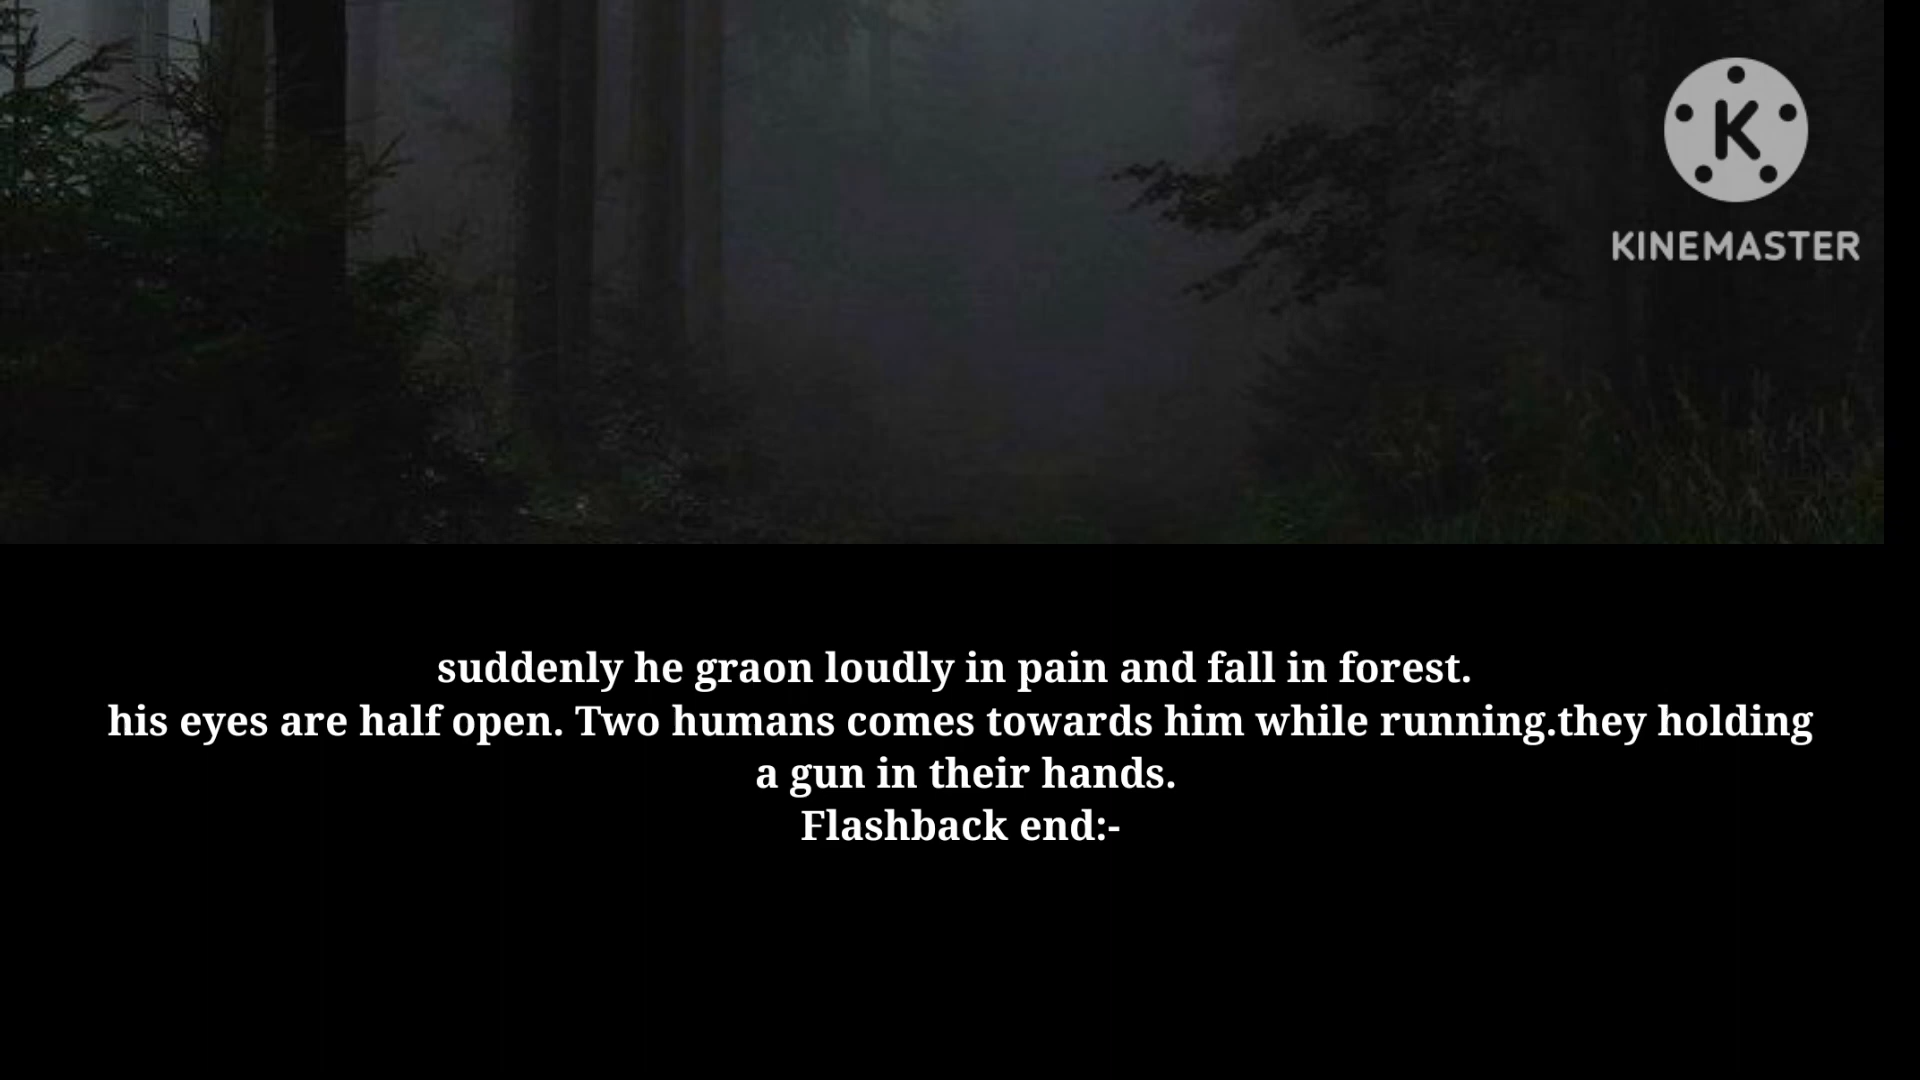 K
KINEMASTER
suddenly he graon loudly in pain and fall in forest.
his eyes are half open. Two humans comes towards him while running.they holding
a gun in their hands.
Flashback end:-